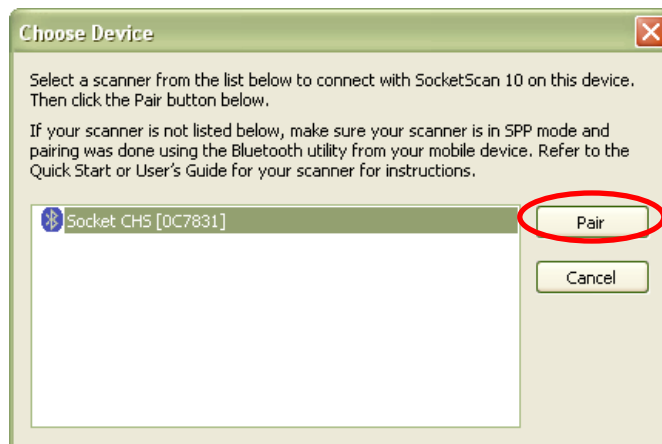 Choose Device
Select a scanner from the list below to connect with SocketScan 10 on this device.
Then click the Pair button below.
If your scanner is not listed below, make sure your scanner is in SPP mode and
pairing was done using the Bluetooth utility from your mobile device. Refer to the
Quick Start or User's Guide for your scanner for instructions.
Socket CHS [0C7831]
Pair
Cancel